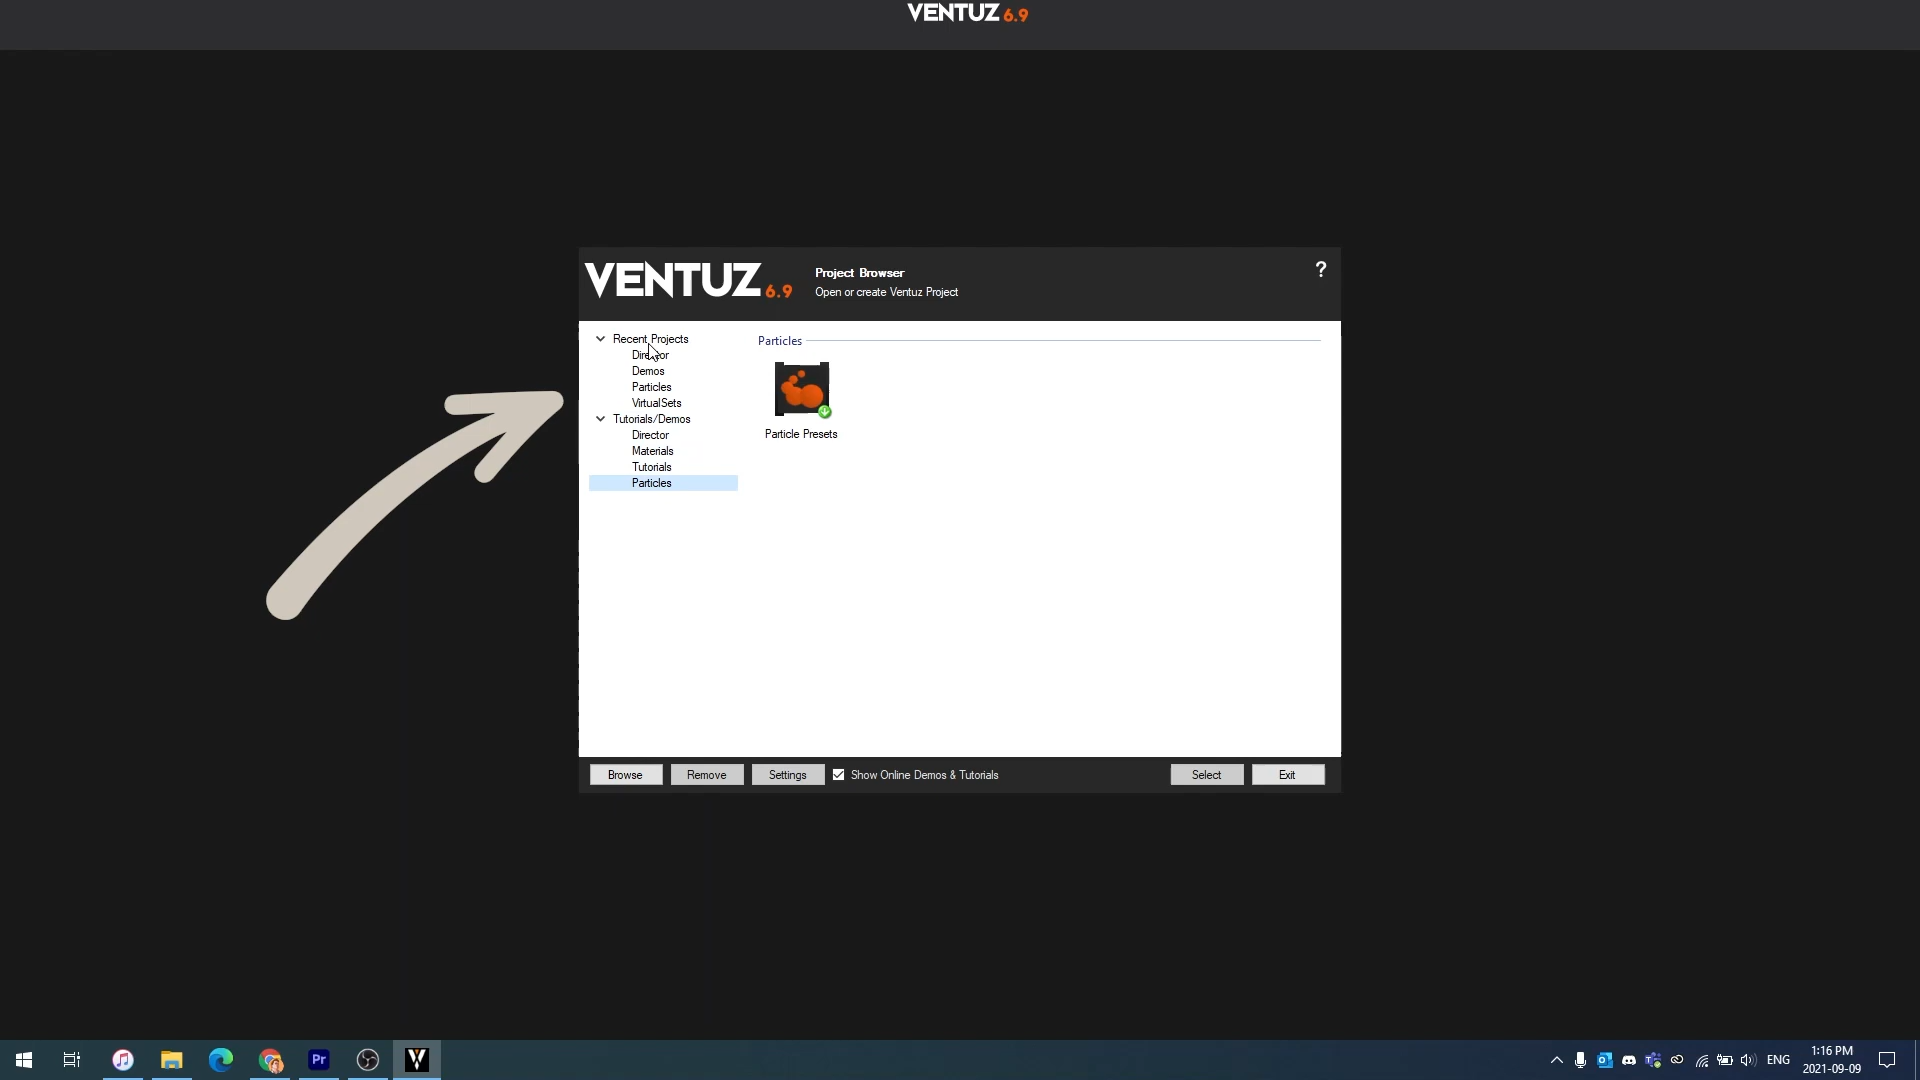 VENTUZ 6.9
VENTUZ 6.9
Project Browser
Open or create Ventuz Project
?
Recent Projects
Director
Demos
Particles
VirtualSets
Tutorials/Demos
Director
Materials
Tutorials
Particles
Particles
Particle Presets
Browse
Remove
Settings
Show Online Demos & Tutorials
Select
Exit
Pr
ENG
1:16 PM
2021-09-09